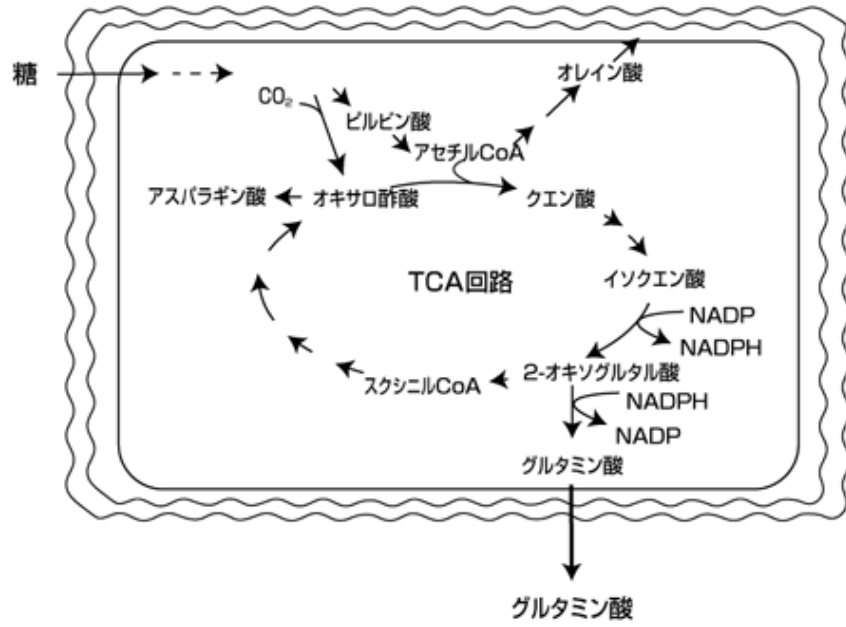 糖
オレイン酸
CO₂
ピルビン酸
アセチルCoA
アスパラギン酸
オキサロ酢酸
クエン酸
TCA回路
イソクエン酸
NADP
NADPH
2-オキソグルタル酸
スクシニルCoA
NADPH
NADP
グルタミン酸
グルタミン酸